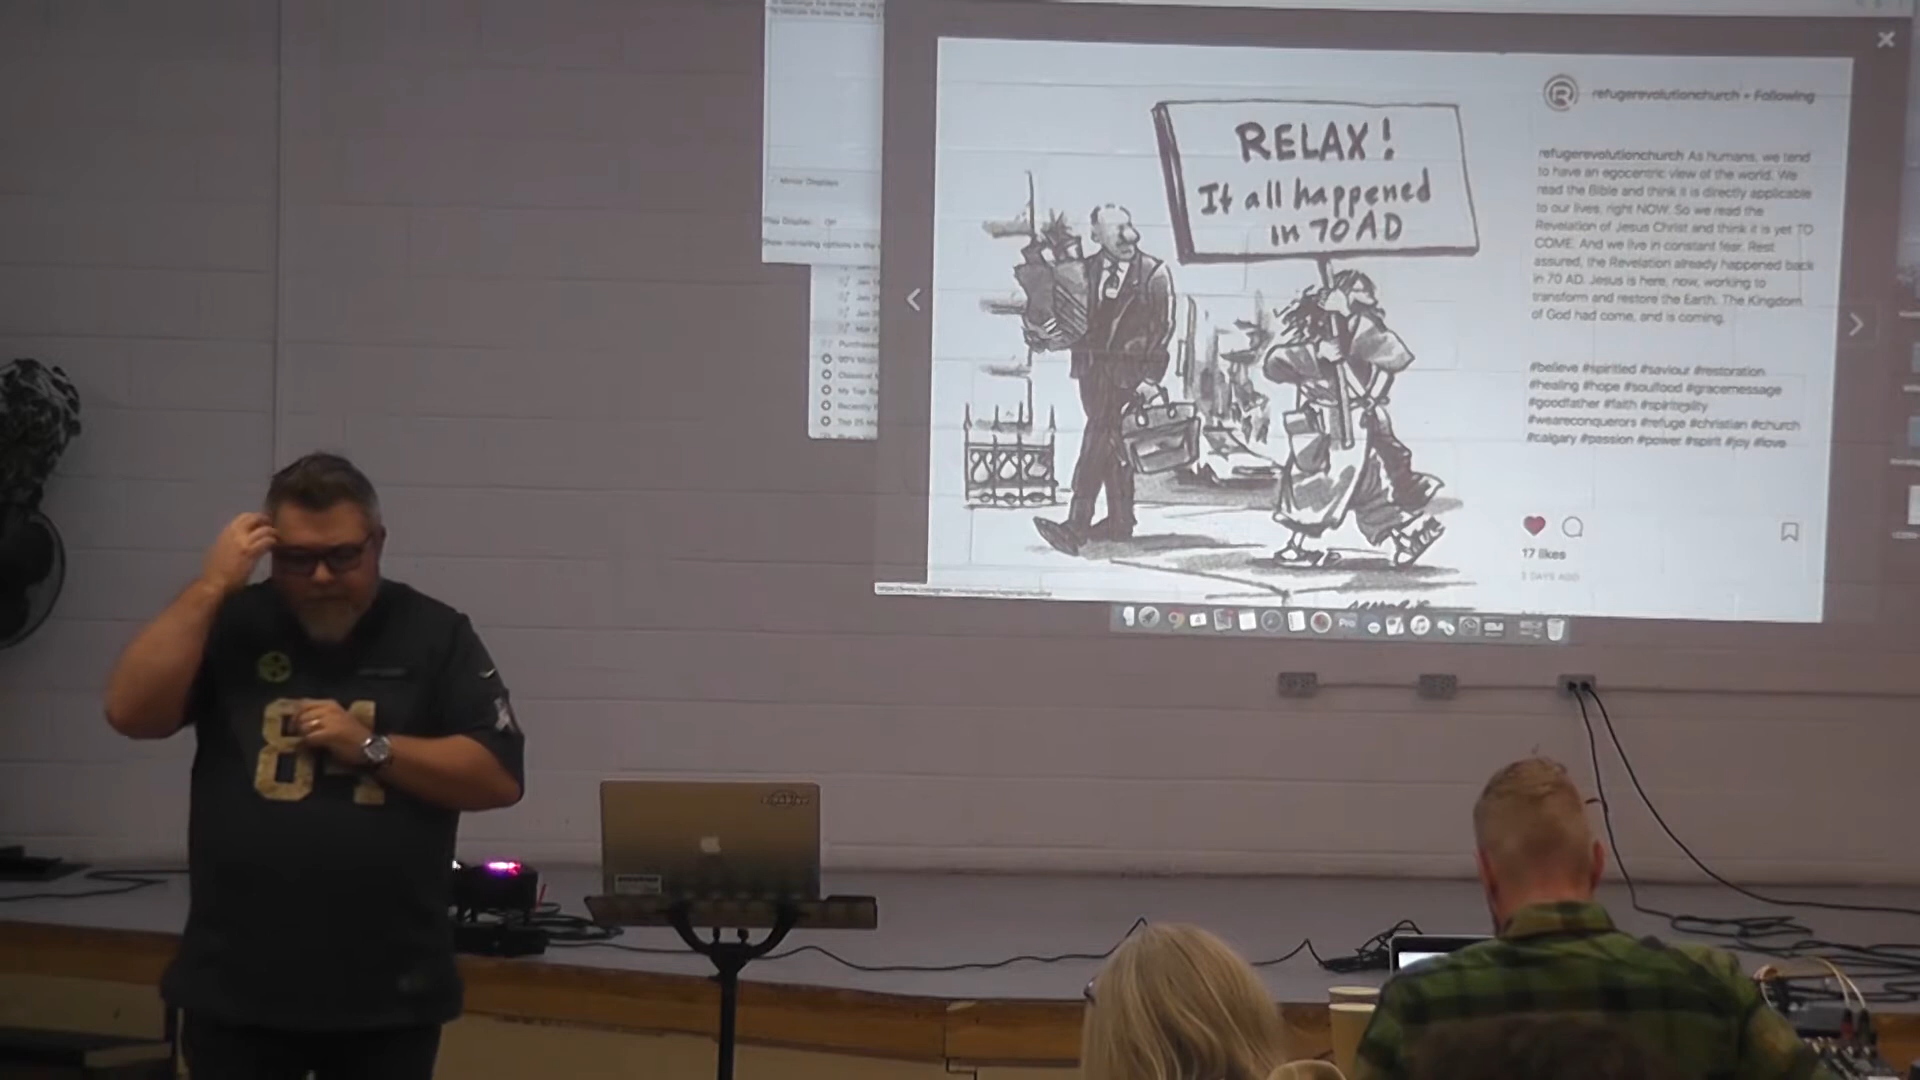 Mirror Displays
RELAX!
It all happened
in 70 AD
refugerevolutionchurch • Following
refugerevolutionchurch As humans, we tend
to have an egocentric view of the world. We
read the Bible and think it is directly applicable
to our lives, right NOW. So we read the
Revelation of Jesus Christ and think it is yet TO
COME. And we live in constant fear. Rest
assured, the Revelation already happened back
in 70 AD. Jesus is here, now, working to
transform and restore the Earth. The Kingdom
of God had come, and is coming.
#believe #spiritled #saviour #restoration
#healing #hope #soulfood #gracemessage
#goodfather #faith #spirituality
#weareconquerors #refuge #christian #church
#calgary #passion #power #spirit #joy #love
17 likes
3 DAYS AGO
84